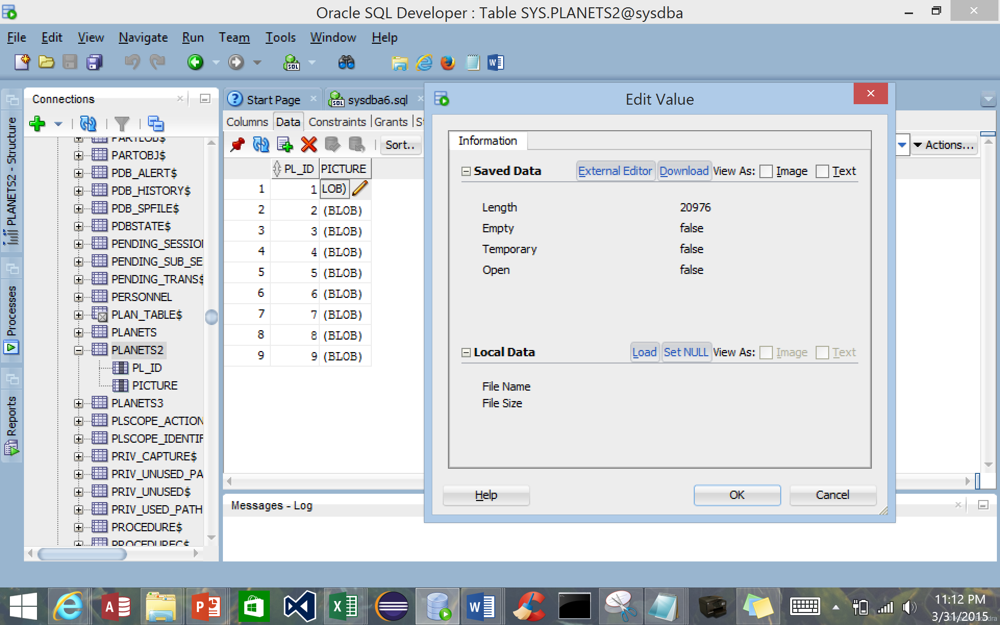 Oracle SQL Developer : Table SYS.PLANETS2@sysdba
File Edit View Navigate Run Team Tools Window Help
Connections
Start Page
sysdba6.sql
Columns Data Constraints Grants
Sort..
Actions...
PLANETS2 - Structure
Processes
Reports
PARTLOB$
PARTOBJ$
PDB_ALERT$
PDB_HISTORY$
PDB_SPFILE$
PDBSTATE$
PENDING_SESSION
PENDING_SUB_SE
PENDING_TRANS$
PERSONNEL
PLAN_TABLE$
PLANETS
PLANETS2
PL_ID
PICTURE
PLANETS3
PLSCOPE_ACTION
PLSCOPE_IDENTIF
PRIV_CAPTURE$
PRIV_UNUSED_PA
PRIV_UNUSED$
PRIV_USED_PATH
PROCEDURE$
PROCEDUREC$
PL_ID PICTURE
1 1 LOB)
2 2 (BLOB)
3 3 (BLOB)
4 4 (BLOB)
5 5 (BLOB)
6 6 (BLOB)
7 7 (BLOB)
8 8 (BLOB)
9 9 (BLOB)
Messages - Log
Edit Value
Information
Saved Data External Editor Download View As: Image Text
Length 20976
Empty false
Temporary false
Open false
Local Data Load Set NULL View As: Image Text
File Name
File Size
Help OK Cancel
11:12 PM
3/31/2015